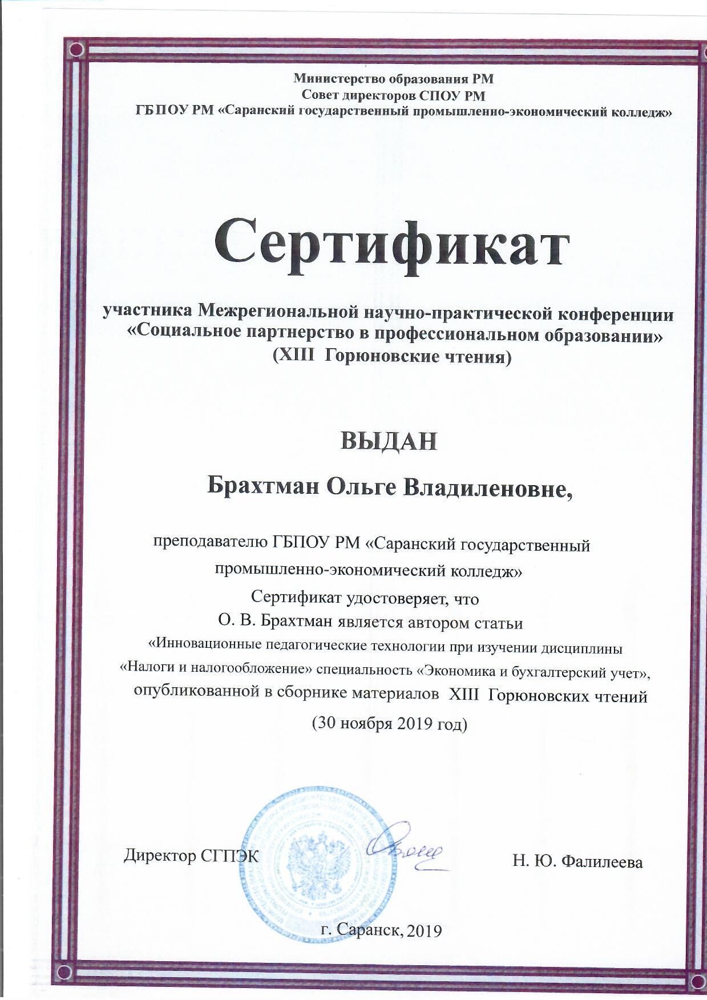 Министерство образования РМ
Совет директоров СПОУ РМ
ГБПОУ РМ «Саранский государственный промышленно-экономический колледж»
Сертификат
участника Межрегиональной научно-практической конференции
«Социальное партнерство в профессиональном образовании»
(XIII Горюновские чтения)
ВЫДАН
Брахтман Ольге Владиленовне,
преподавателю ГБПОУ РМ «Саранский государственный
промышленно-экономический колледж»
Сертификат удостоверяет, что
О. В. Брахтман является автором статьи
«Инновационные педагогические технологии при изучении дисциплины
«Налоги и налогообложение» специальность «Экономика и бухгалтерский учет»,
опубликованной в сборнике материалов XIII Горюновских чтений
(30 ноября 2019 год)
Директор СГПЭК
Н. Ю. Фалилеева
г. Саранск, 2019